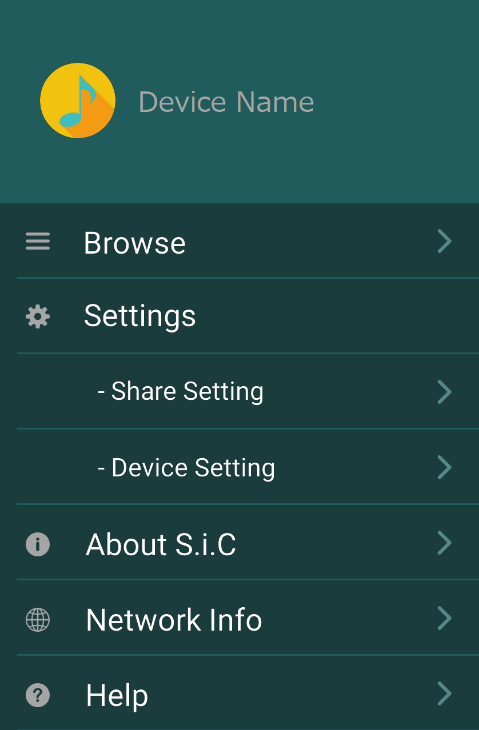 Device Name
Browse
Settings
- Share Setting
- Device Setting
About S.i.C
Network Info
Help